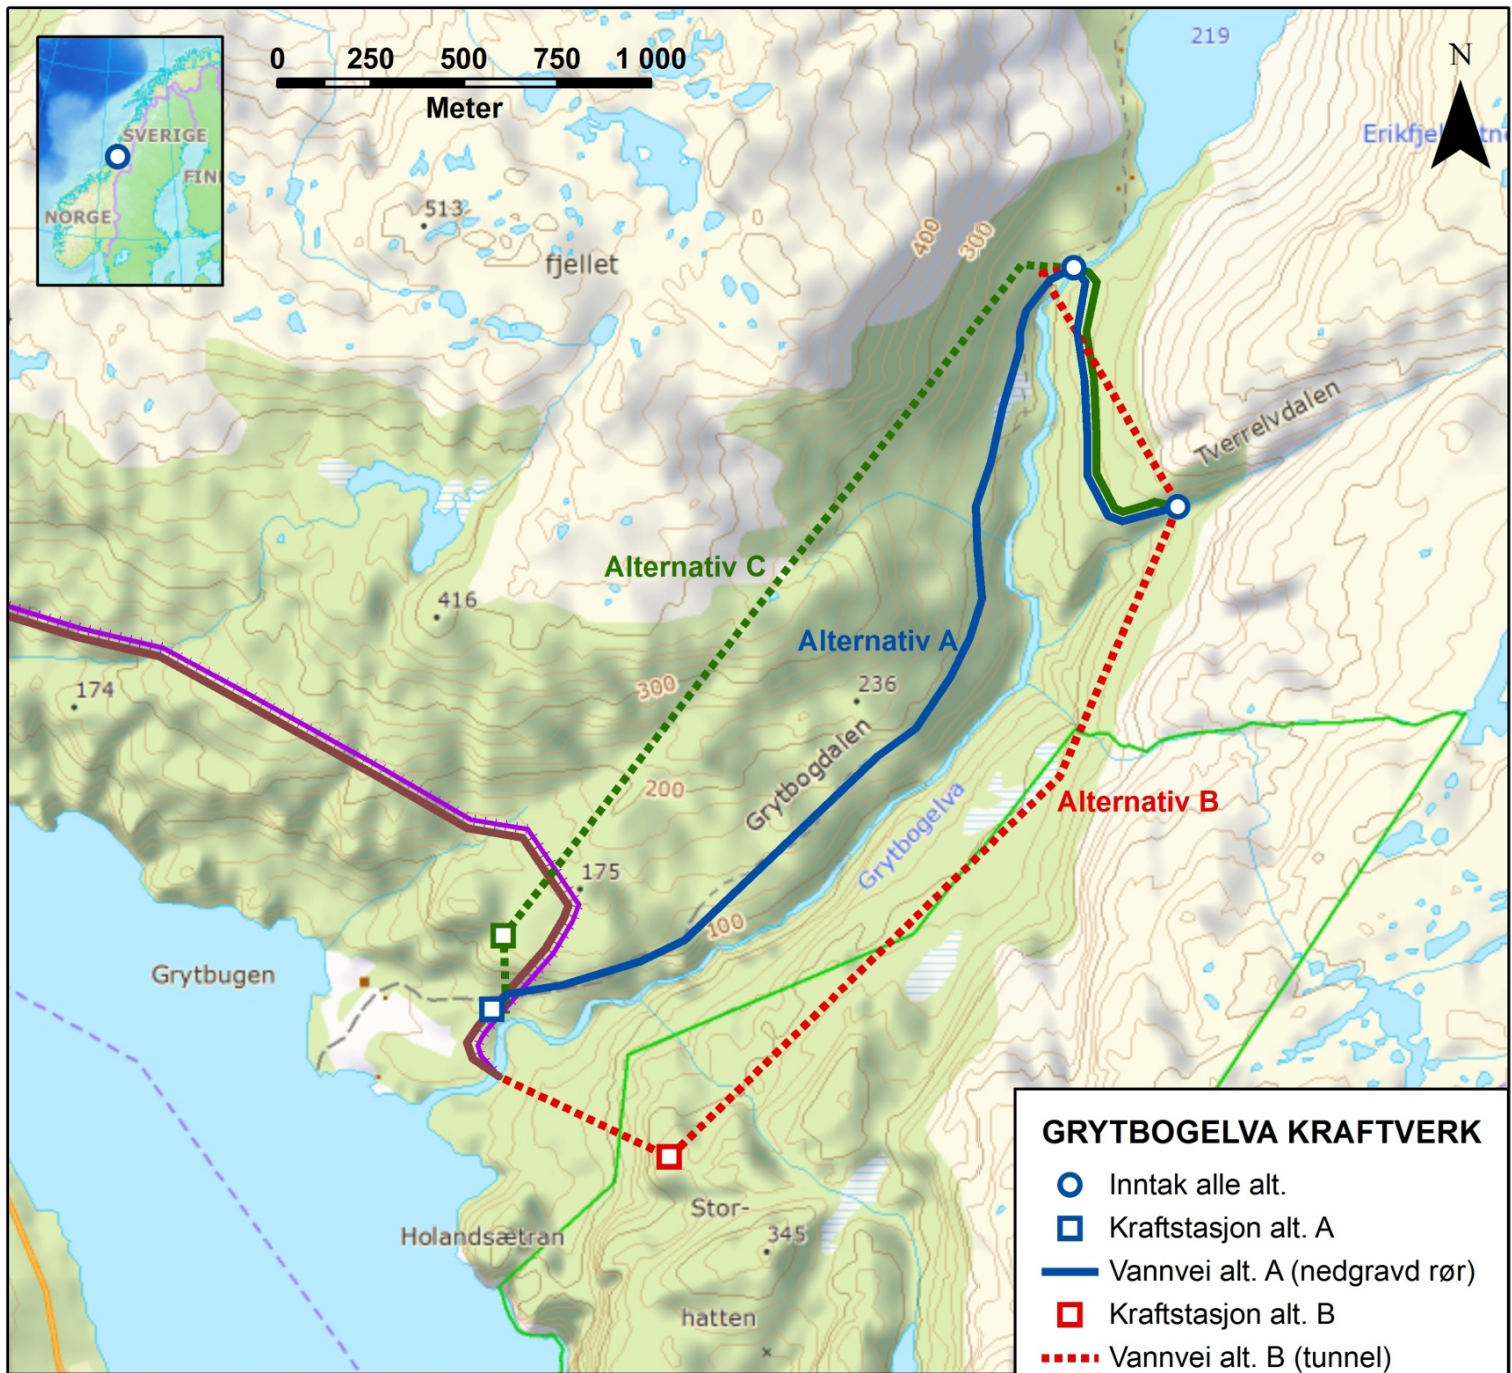 219
N
0 250 500 750 1 000
Meter
SVERIGE
NORGE
513
fjellet
400
300
Tverrelvdalen
Alternativ C
416
Alternativ A
174
300
236
200
Grytbogdalen
Grytbogelva
Alternativ B
175
100
Grytbugen
Stor-
345
Holandsætran
hatten
GRYTBOGELVA KRAFTVERK
Inntak alle alt.
Kraftstasjon alt. A
Vannvei alt. A (nedgravd rør)
Kraftstasjon alt. B
Vannvei alt. B (tunnel)